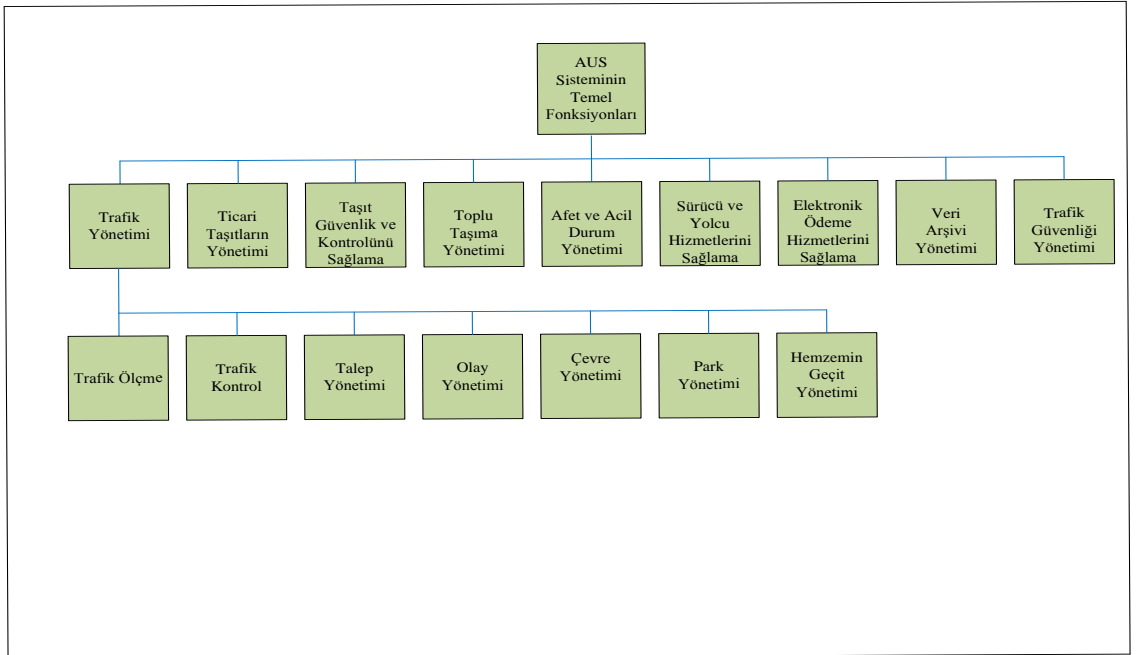 AUS
Sisteminin
Temel
Fonksiyonları
Trafik
Yönetimi
Ticari
Taşıtların
Yönetimi
Taşıt
Güvenlik ve
Kontrolünü
Sağlama
Toplu
Taşıma
Yönetimi
Afet ve Acil
Durum
Yönetimi
Sürücü ve
Yolcu
Hizmetlerini
Sağlama
Elektronik
Ödeme
Hizmetlerini
Sağlama
Veri
Arşivi
Yönetimi
Trafik
Güvenliği
Yönetimi
Trafik Ölçme
Trafik
Kontrol
Talep
Yönetimi
Olay
Yönetimi
Çevre
Yönetimi
Park
Yönetimi
Hemzemin
Geçit
Yönetimi